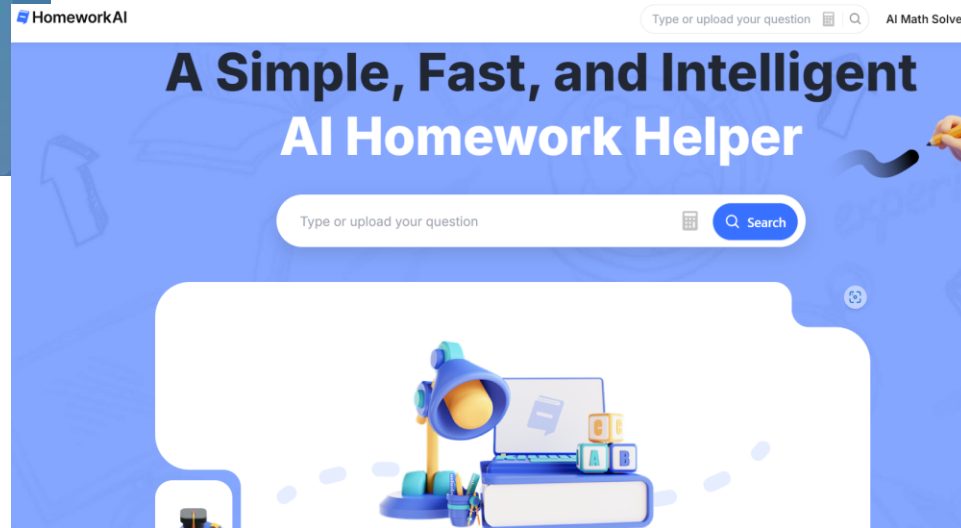 HomeworkAI
Type or upload your question
AI Math Solve
A Simple, Fast, and Intelligent
AI Homework Helper
Type or upload your question
Search
exper
C
A B